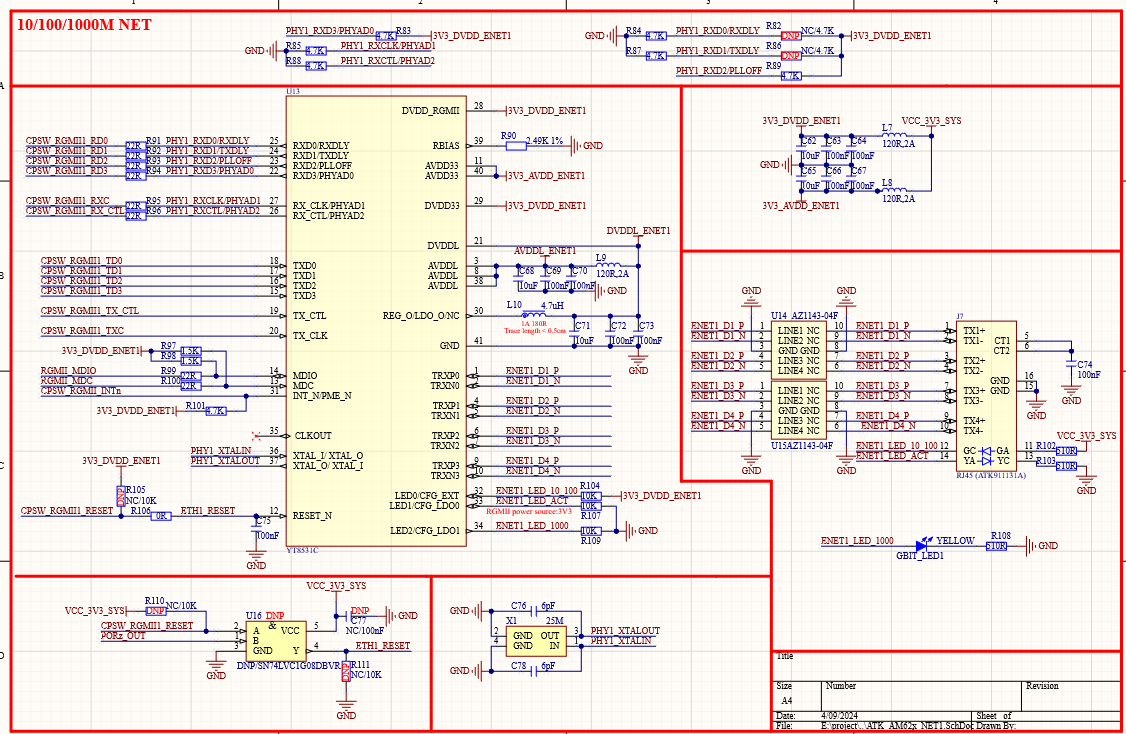 1
2
3
4
10/100/1000M NET
PHY1_RXD3/PHYAD0 4.7K R83 3V3_DVDD_ENET1
GND R85 4.7K PHY1_RXCLK/PHYAD1
R88 4.7K PHY1_RXCTL/PHYAD2
GND R84 4.7K PHY1_RXD0/RXDLY R82 DNP NC/4.7K 3V3_DVDD_ENET1
R87 4.7K PHY1_RXD1/TXDLY R86 DNP NC/4.7K
PHY1_RXD2/PLLOFF R89 4.7K
A
U13
DVDD_RGMII 28 3V3_DVDD_ENET1
CPSW_RGMII1_RD0 22R R91 PHY1_RXD0/RXDLY 25 RXD0/RXDLY
CPSW_RGMII1_RD1 22R R92 PHY1_RXD1/TXDLY 24 RXD1/TXDLY
CPSW_RGMII1_RD2 22R R93 PHY1_RXD2/PLLOFF 23 RXD2/PLLOFF
CPSW_RGMII1_RD3 22R R94 PHY1_RXD3/PHYAD0 22 RXD3/PHYAD0
RBIAS 39 R90 2.49K 1% GND
AVDD33 11
AVDD33 40 3V3_AVDD_ENET1
CPSW_RGMII1_RXC 22R R95 PHY1_RXCLK/PHYAD1 27 RX_CLK/PHYAD1
CPSW_RGMII1_RX_CTL 22R R96 PHY1_RXCTL/PHYAD2 26 RX_CTL/PHYAD2
DVDD33 29 3V3_DVDD_ENET1
3V3_DVDD_ENET1 L7 VCC_3V3_SYS
C62 C63 C64 120R,2A
10uF 100nF 100nF
GND
C65 C66 C67 L8
10uF 100nF 100nF 120R,2A
3V3_AVDD_ENET1
DVDDL 21 DVDDL_ENET1
AVDDL_ENET1
B
CPSW_RGMII1_TD0 18 TXD0
CPSW_RGMII1_TD1 17 TXD1
CPSW_RGMII1_TD2 16 TXD2
CPSW_RGMII1_TD3 15 TXD3
AVDDL 3
AVDDL 8
AVDDL 38
C68 C69 C70 L9 120R,2A
10uF 100nF 100nF GND
CPSW_RGMII1_TX_CTL 19 TX_CTL
CPSW_RGMII1_TXC 20 TX_CLK
REG_O/LDO_O/NC 30 L10 4.7uH
1A 180R
Trace length < 0.5cm
C71 C72 C73
10uF 100nF 100nF
GND 41
GND
3V3_DVDD_ENET1 R97 1.5K
R98 1.5K
RGMII_MDIO R99 22R 14 MDIO
RGMII_MDC R100 22R 13 MDC
CPSW_RGMII_INTn 31 INT_N/PME_N
3V3_DVDD_ENET1 R101 4.7K
35 CLKOUT
PHY1_XTALIN 36 XTAL_I/ XTAL_O
PHY1_XTALOUT 37 XTAL_O/ XTAL_I
TRXP0 1 ENET1_D1_P
TRXN0 2 ENET1_D1_N
TRXP1 4 ENET1_D2_P
TRXN1 5 ENET1_D2_N
TRXP2 6 ENET1_D3_P
TRXN2 7 ENET1_D3_N
TRXP3 9 ENET1_D4_P
TRXN3 10 ENET1_D4_N
LED0/CFG_EXT 32 ENET1_LED_10_100 R104 10K 3V3_DVDD_ENET1
LED1/CFG_LDO0 33 ENET1_LED_ACT 10K
RGMII power source:3V3 R107
LED2/CFG_LDO1 34 ENET1_LED_1000 10K GND
R109
3V3_DVDD_ENET1
DNP R105
NC/10K
CPSW_RGMII1_RESET R106 0R ETH1_RESET 12 RESET_N
C75
100nF
GND
YT8531C
GND GND
U14 AZ1143-04F J7
ENET1_D1_P 1 LINE1 NC 10 ENET1_D1_P 1 TX1+
ENET1_D1_N 2 LINE2 NC 9 ENET1_D1_N 2 TX1-
3 GND GND 8
ENET1_D2_P 4 LINE3 NC 7 ENET1_D2_P 3 TX2+
ENET1_D2_N 5 LINE4 NC 6 ENET1_D2_N TX2-
ENET1_D3_P 1 LINE1 NC 10 ENET1_D3_P 7 TX3+
ENET1_D3_N 2 LINE2 NC 9 ENET1_D3_N 8 TX3-
3 GND GND 8
ENET1_D4_P 4 LINE3 NC 7 ENET1_D4_P 9 TX4+
ENET1_D4_N 5 LINE4 NC 6 ENET1_D4_N 10 TX4-
U15AZ1143-04F
GND GND
CT1 5
CT2 6
C74
100nF
GND
GND 16
GND 15
GND
ENET1_LED_10_100 12 GC GA 11 R102 510R VCC_3V3_SYS
ENET1_LED_ACT 14 YA YC 13 R103 510R
GND
RJ45 (ATK911131A)
C
ENET1_LED_1000 YELLOW R108 510R GND
GBIT_LED1
VCC_3V3_SYS R110 DNP NC/10K
VCC_3V3_SYS
U16 DNP
DNP C77 GND
NC/100nF
CPSW_RGMII1_RESET 2 A & VCC 5
PORz_OUT 1 B
3 GND Y 4 ETH1_RESET
GND
DNP/SN74LVC1G08DBVR
DNP R111
NC/10K
GND
D
GND C76 6pF
X1 25M
2 GND OUT 3 PHY1_XTALOUT
4 GND IN 1 PHY1_XTALIN
GND C78 6pF
Title
Size Number Revision
A4
Date: 4/09/2024 Sheet of
File: E:\project\..\ATK_AM62x_NET1.SchDoc Drawn By: